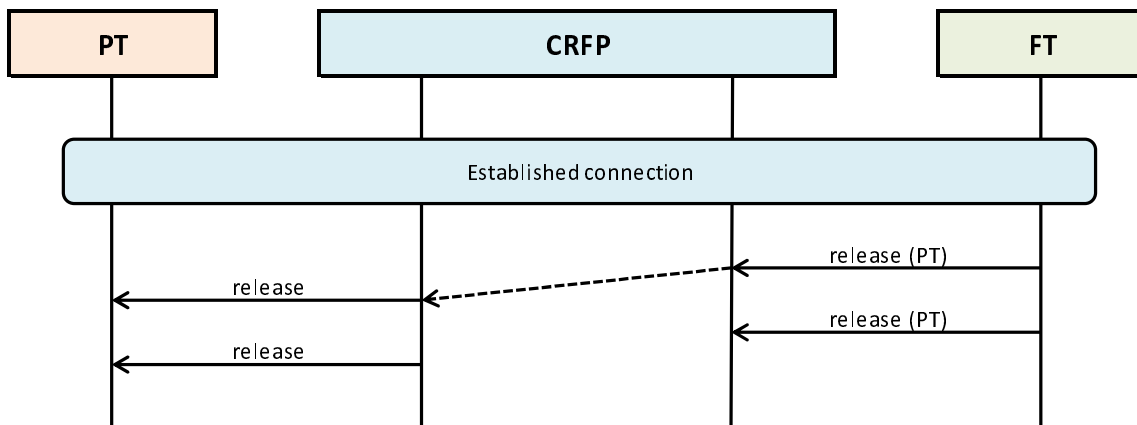 PT
CRFP
FT
Established connection
release (PT)
release
release (PT)
release